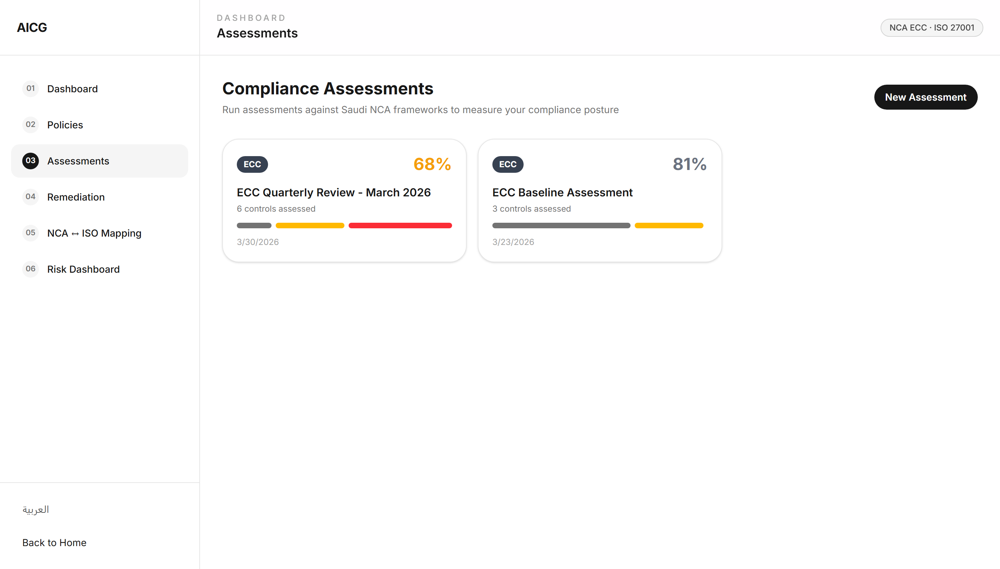 AICG
DASHBOARD
Assessments
NCA ECC · ISO 27001
01 Dashboard
02 Policies
03 Assessments
04 Remediation
05 NCA ↔ ISO Mapping
06 Risk Dashboard
العربية
Back to Home
Compliance Assessments
Run assessments against Saudi NCA frameworks to measure your compliance posture
New Assessment
ECC 68%
ECC Quarterly Review - March 2026
6 controls assessed
3/30/2026
ECC 81%
ECC Baseline Assessment
3 controls assessed
3/23/2026